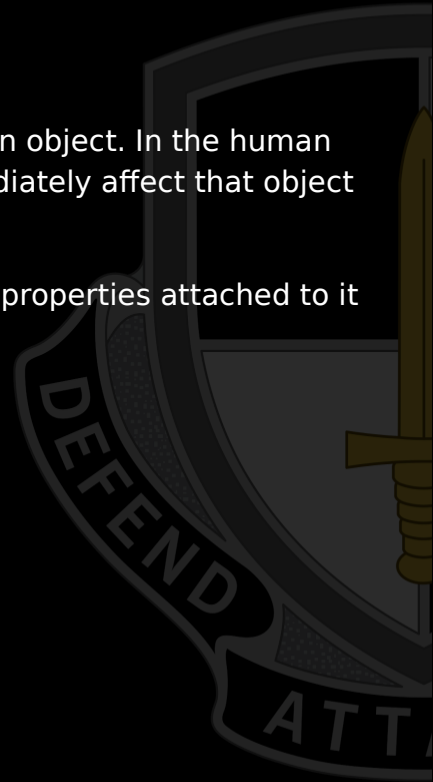 n object. In the human
diately affect that object
properties attached to it
DEFEND
ATT